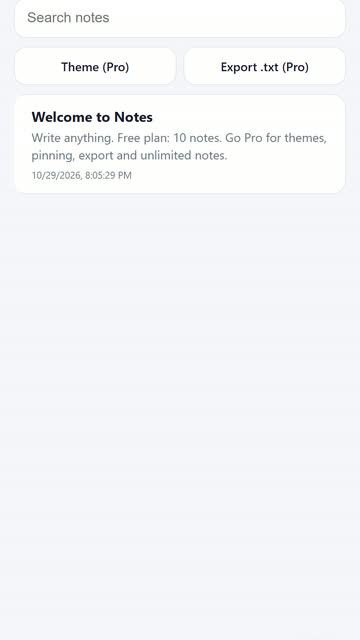 Search notes
Theme (Pro)
Export .txt (Pro)
Welcome to Notes
Write anything. Free plan: 10 notes. Go Pro for themes,
pinning, export and unlimited notes.
10/29/2026, 8:05:29 PM